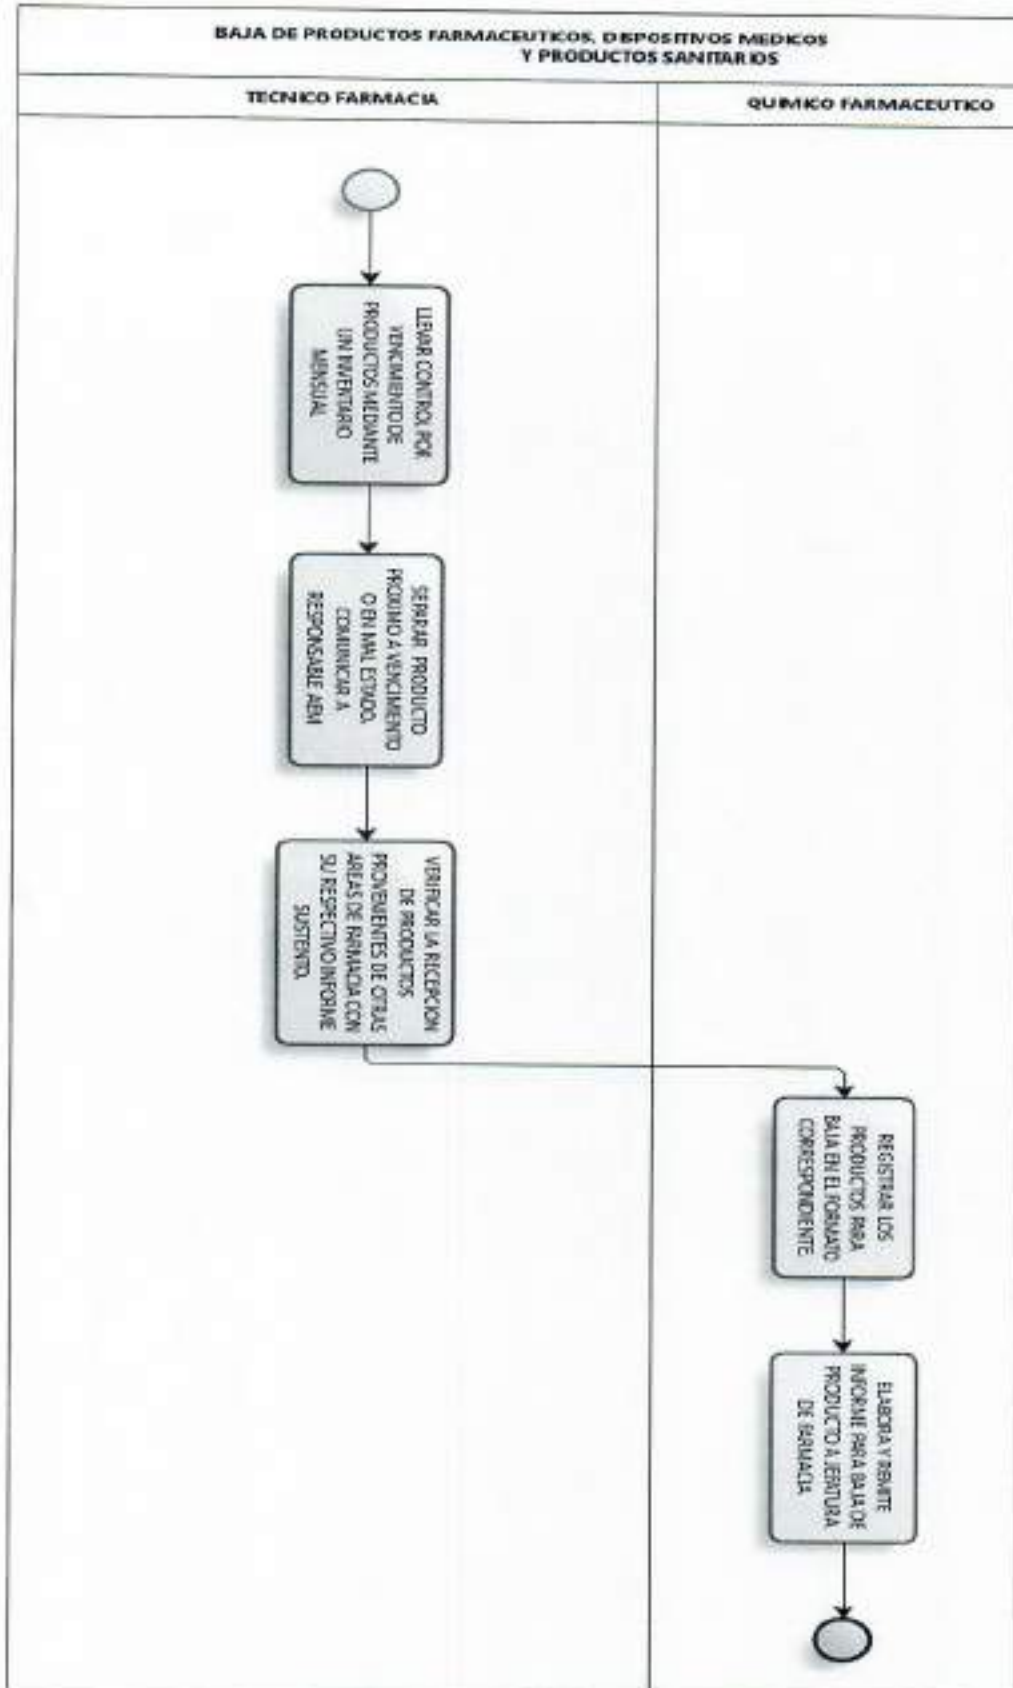 BAJA DE PRODUCTOS FARMACEUTICOS, DISPOSITIVOS MEDICOS
Y PRODUCTOS SANITARIOS
TECNICO FARMACIA
QUIMICO FARMACEUTICO
LLEVAR CONTROL POR
VENCIMIENTO DE
PRODUCTOS MEDIANTE
UN INVENTARIO
MENSUAL
SEPARAR PRODUCTO
PROXIMO A VENCIMIENTO
O EN MAL ESTADO,
COMUNICAR A
RESPONSABLE AEM
VERIFICAR LA RECEPCION
DE PRODUCTOS
PROVENIENTES DE OTRAS
AREAS DE FARMACIA CON
SU RESPECTIVO INFORME
SUSTENTO.
REGISTRAR LOS
PRODUCTOS PARA
BAJA EN EL FORMATO
CORRESPONDIENTE
ELABORA Y REMITE
INFORME PARA BAJA DE
PRODUCTO A JEFATURA
DE FARMACIA.